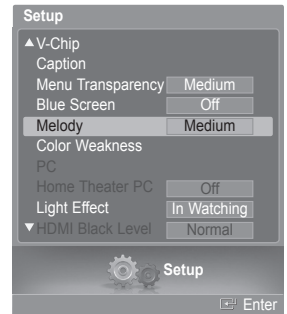 Setup
▲V-Chip
Caption
Menu Transparency Medium
Blue Screen Off
Melody Medium
Color Weakness
PC
Home Theater PC Off
Light Effect In Watching
▼HDMI Black Level Normal
Setup
Enter